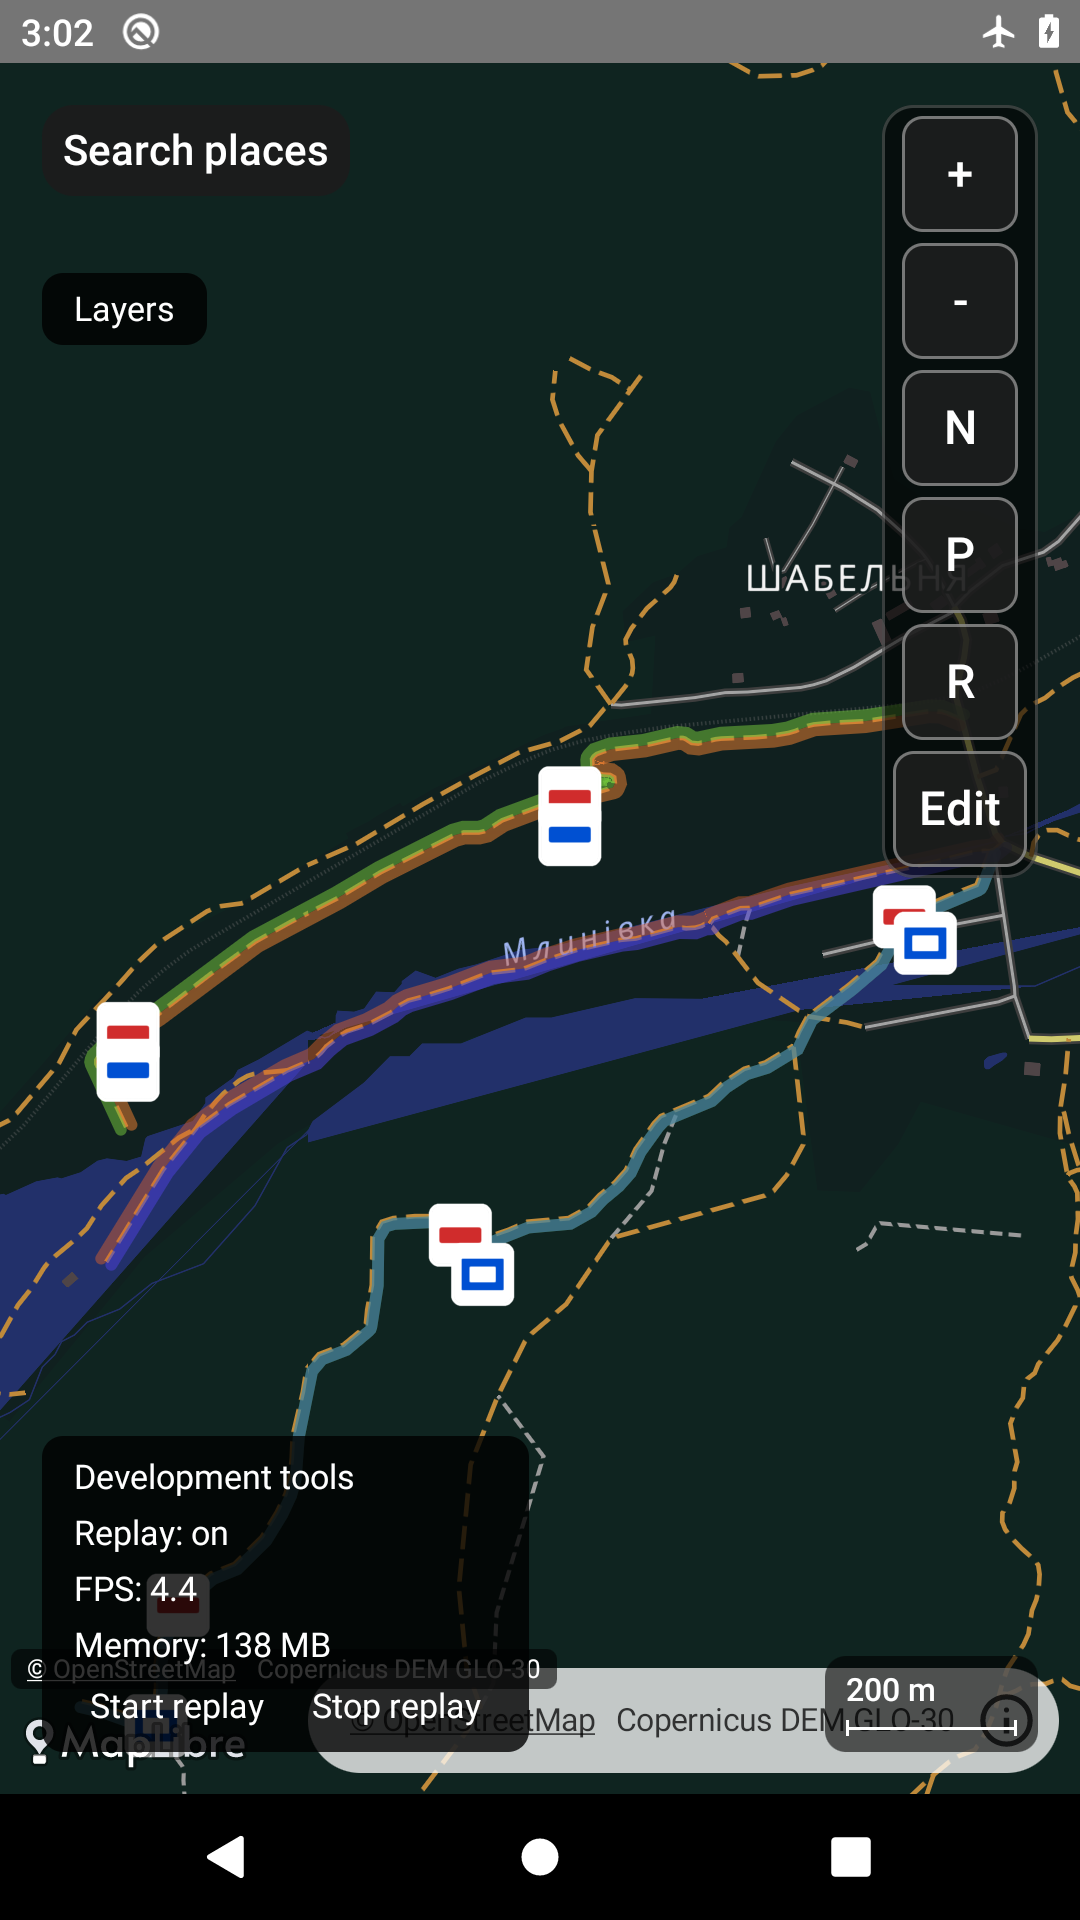 3:02
Search places
+
Layers
-
N
P
ШАБЕЛЬНЯ
R
Edit
Млинівка
Development tools
Replay: on
FPS: 4.4
Memory: 138 MB
© OpenStreetMap Copernicus DEM GLO-30
Start replay Stop replay
200 m
© OpenStreetMap Copernicus DEM GLO-30
MapLibre